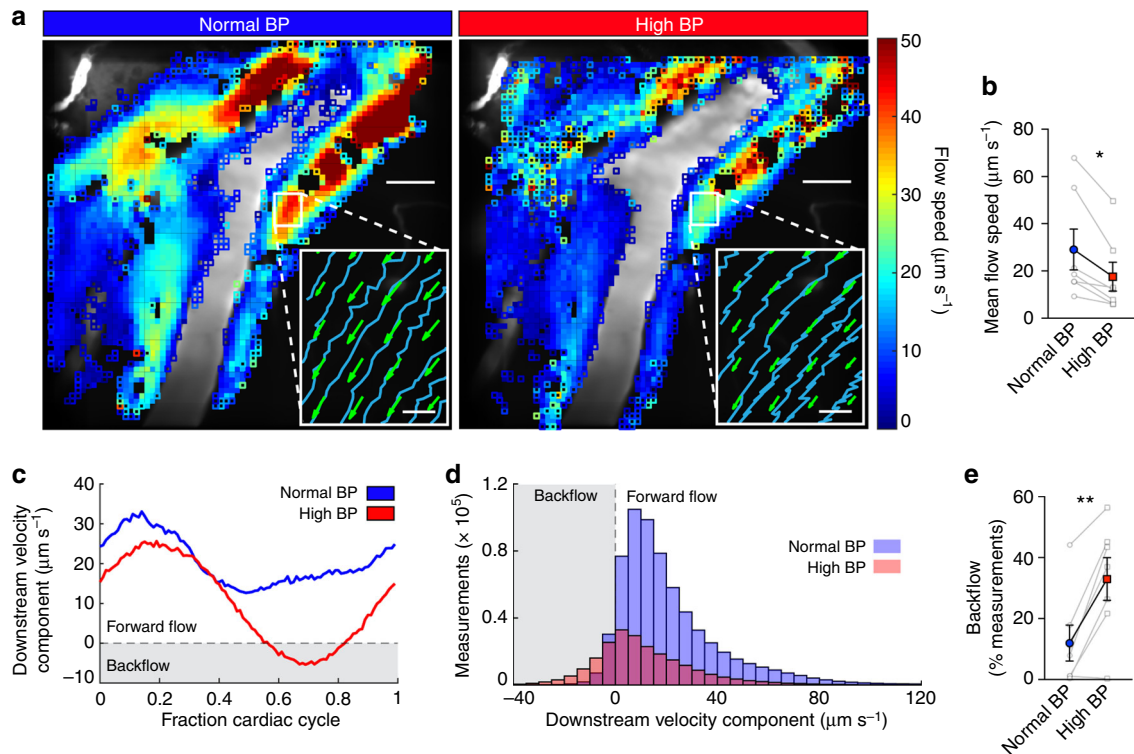 a
Normal BP
High BP
50
40
30
20
10
0
Flow speed (μm s⁻¹)
b
80
60
40
20
0
Mean flow speed (μm s⁻¹)
*
Normal BP
High BP
c
40
30
20
10
0
−10
Downstream velocity
component (μm s⁻¹)
Normal BP
High BP
Forward flow
Backflow
0
0.2
0.4
0.6
0.8
1
Fraction cardiac cycle
d
1.2
0.8
0.4
0
Measurements (× 10⁵)
Backflow
Forward flow
Normal BP
High BP
−40
0
40
80
120
Downstream velocity component (μm s⁻¹)
e
60
40
20
0
Backflow
(% measurements)
**
Normal BP
High BP